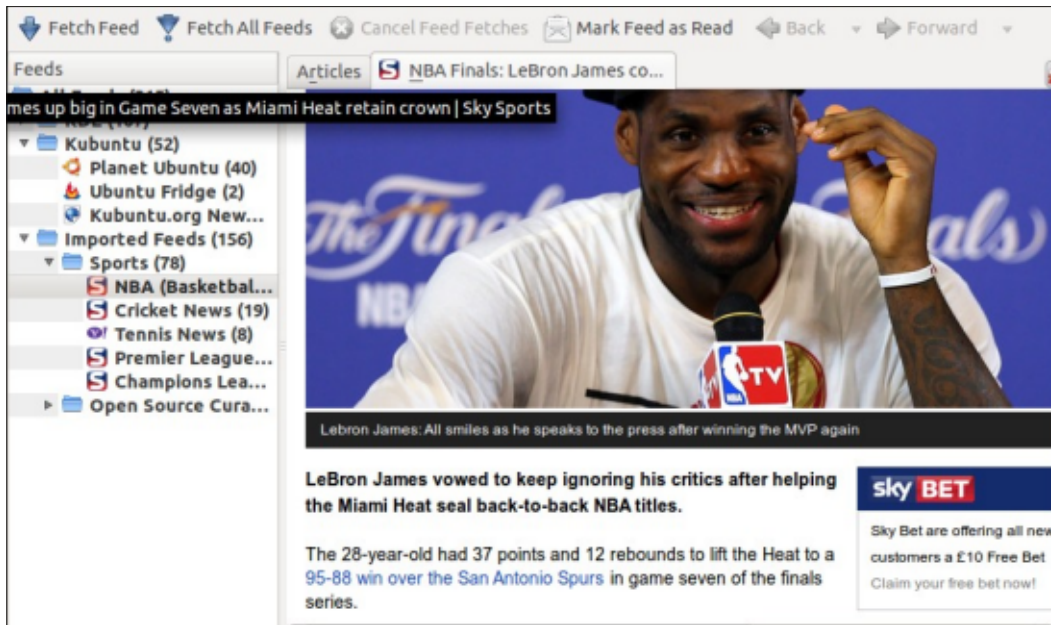 Fetch Feed Fetch All Feeds Cancel Feed Fetches Mark Feed as Read Back Forward
Feeds
Articles NBA Finals: LeBron James co...
mes up big in Game Seven as Miami Heat retain crown | Sky Sports
Kubuntu (52)
Planet Ubuntu (40)
Ubuntu Fridge (2)
Kubuntu.org New...
Imported Feeds (156)
Sports (78)
NBA (Basketbal...
Cricket News (19)
Tennis News (8)
Premier League...
Champions Lea...
Open Source Cura...
The Finals
als
NBA
NBA TV
Lebron James: All smiles as he speaks to the press after winning the MVP again
LeBron James vowed to keep ignoring his critics after helping
the Miami Heat seal back-to-back NBA titles.
The 28-year-old had 37 points and 12 rebounds to lift the Heat to a
95-88 win over the San Antonio Spurs in game seven of the finals
series.
sky BET
Sky Bet are offering all new
customers a £10 Free Bet
Claim your free bet now!